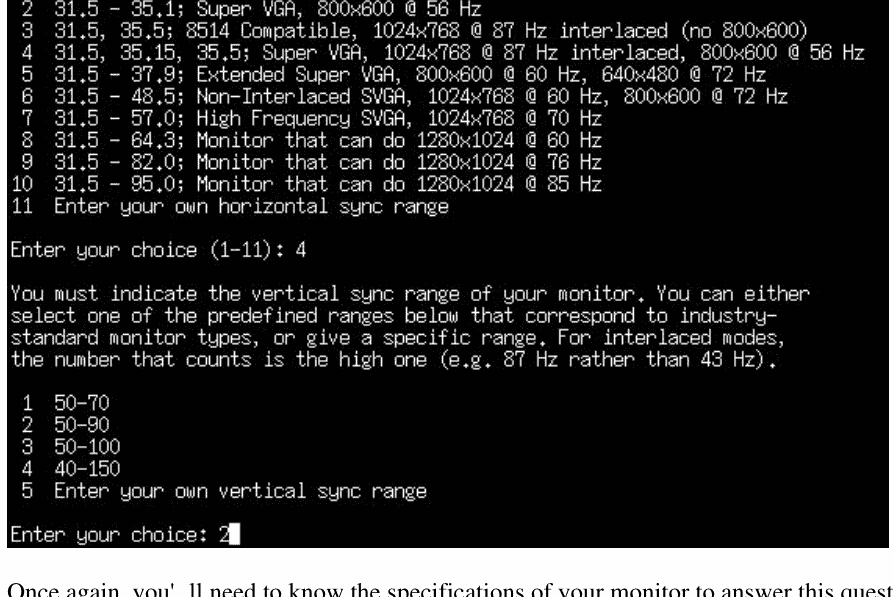 2 31.5 - 35.1; Super VGA, 800x600 @ 56 Hz
3 31.5, 35.5; 8514 Compatible, 1024x768 @ 87 Hz interlaced (no 800x600)
4 31.5, 35.15, 35.5; Super VGA, 1024x768 @ 87 Hz interlaced, 800x600 @ 56 Hz
5 31.5 - 37.9; Extended Super VGA, 800x600 @ 60 Hz, 640x480 @ 72 Hz
6 31.5 - 48.5; Non-Interlaced SVGA, 1024x768 @ 60 Hz, 800x600 @ 72 Hz
7 31.5 - 57.0; High Frequency SVGA, 1024x768 @ 70 Hz
8 31.5 - 64.3; Monitor that can do 1280x1024 @ 60 Hz
9 31.5 - 82.0; Monitor that can do 1280x1024 @ 76 Hz
10 31.5 - 95.0; Monitor that can do 1280x1024 @ 85 Hz
11 Enter your own horizontal sync range
Enter your choice (1-11): 4
You must indicate the vertical sync range of your monitor. You can either
select one of the predefined ranges below that correspond to industry-
standard monitor types, or give a specific range. For interlaced modes,
the number that counts is the high one (e.g. 87 Hz rather than 43 Hz).
1 50-70
2 50-90
3 50-100
4 40-150
5 Enter your own vertical sync range
Enter your choice: 2
Once again, you'_ll need to know the specifications of your monitor to answer this quest